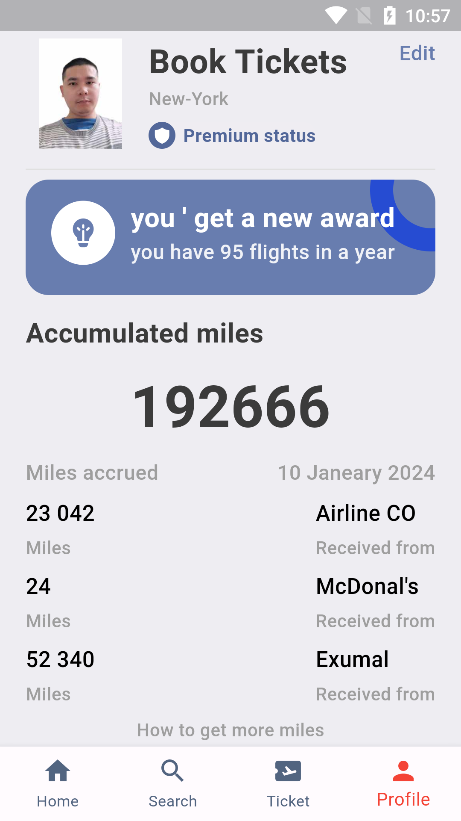 10:57
Book Tickets
Edit
New-York
Premium status
you ' get a new award
you have 95 flights in a year
Accumulated miles
192666
Miles accrued 10 Janeary 2024
23 042 Airline CO
Miles Received from
24 McDonal's
Miles Received from
52 340 Exumal
Miles Received from
How to get more miles
Home Search Ticket Profile